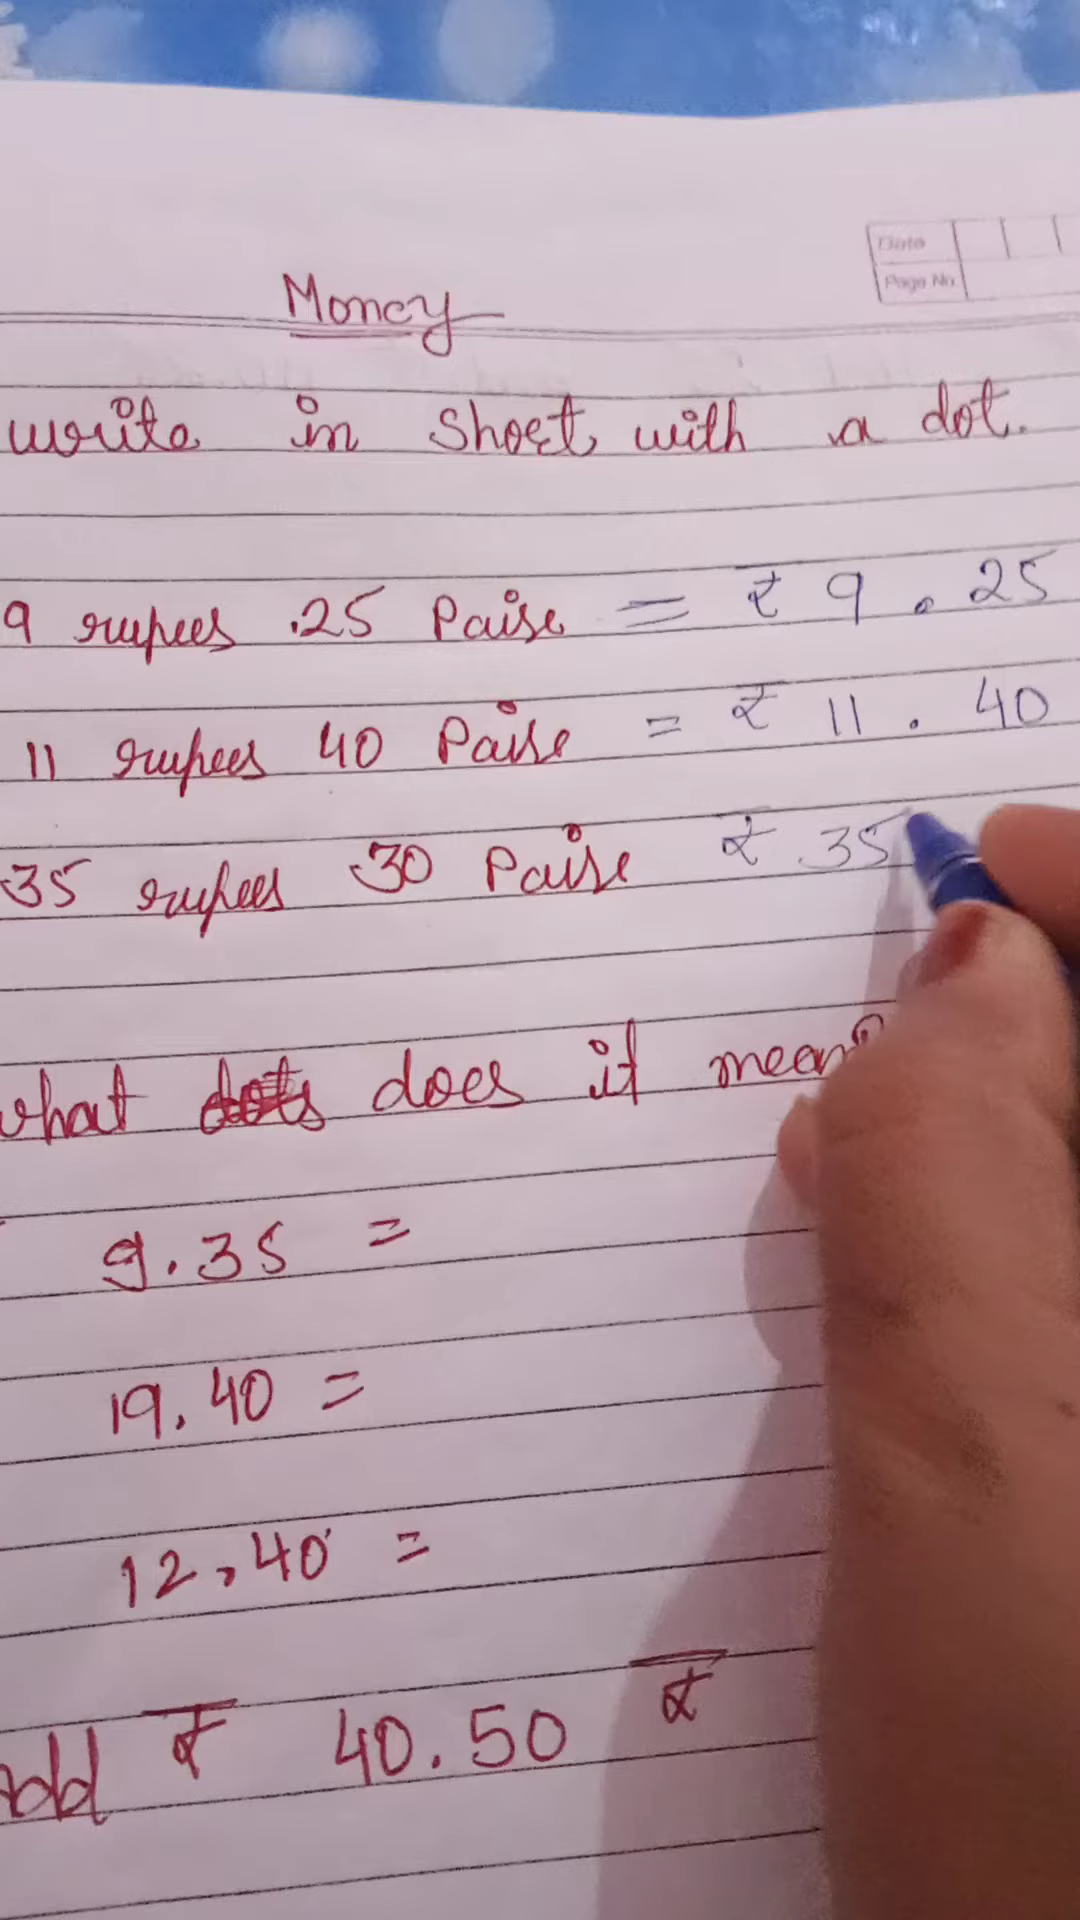 Date
Page No.
Money
write in short with a dot.
9 rupees .25 Paise = ₹ 9 . 25
11 rupees 40 Paise = ₹ 11 . 40
35 rupees 30 Paise ₹ 35
what dots does it mean?
9.35 =
19.40 =
12,40 =
Add ₹ 40.50 ₹